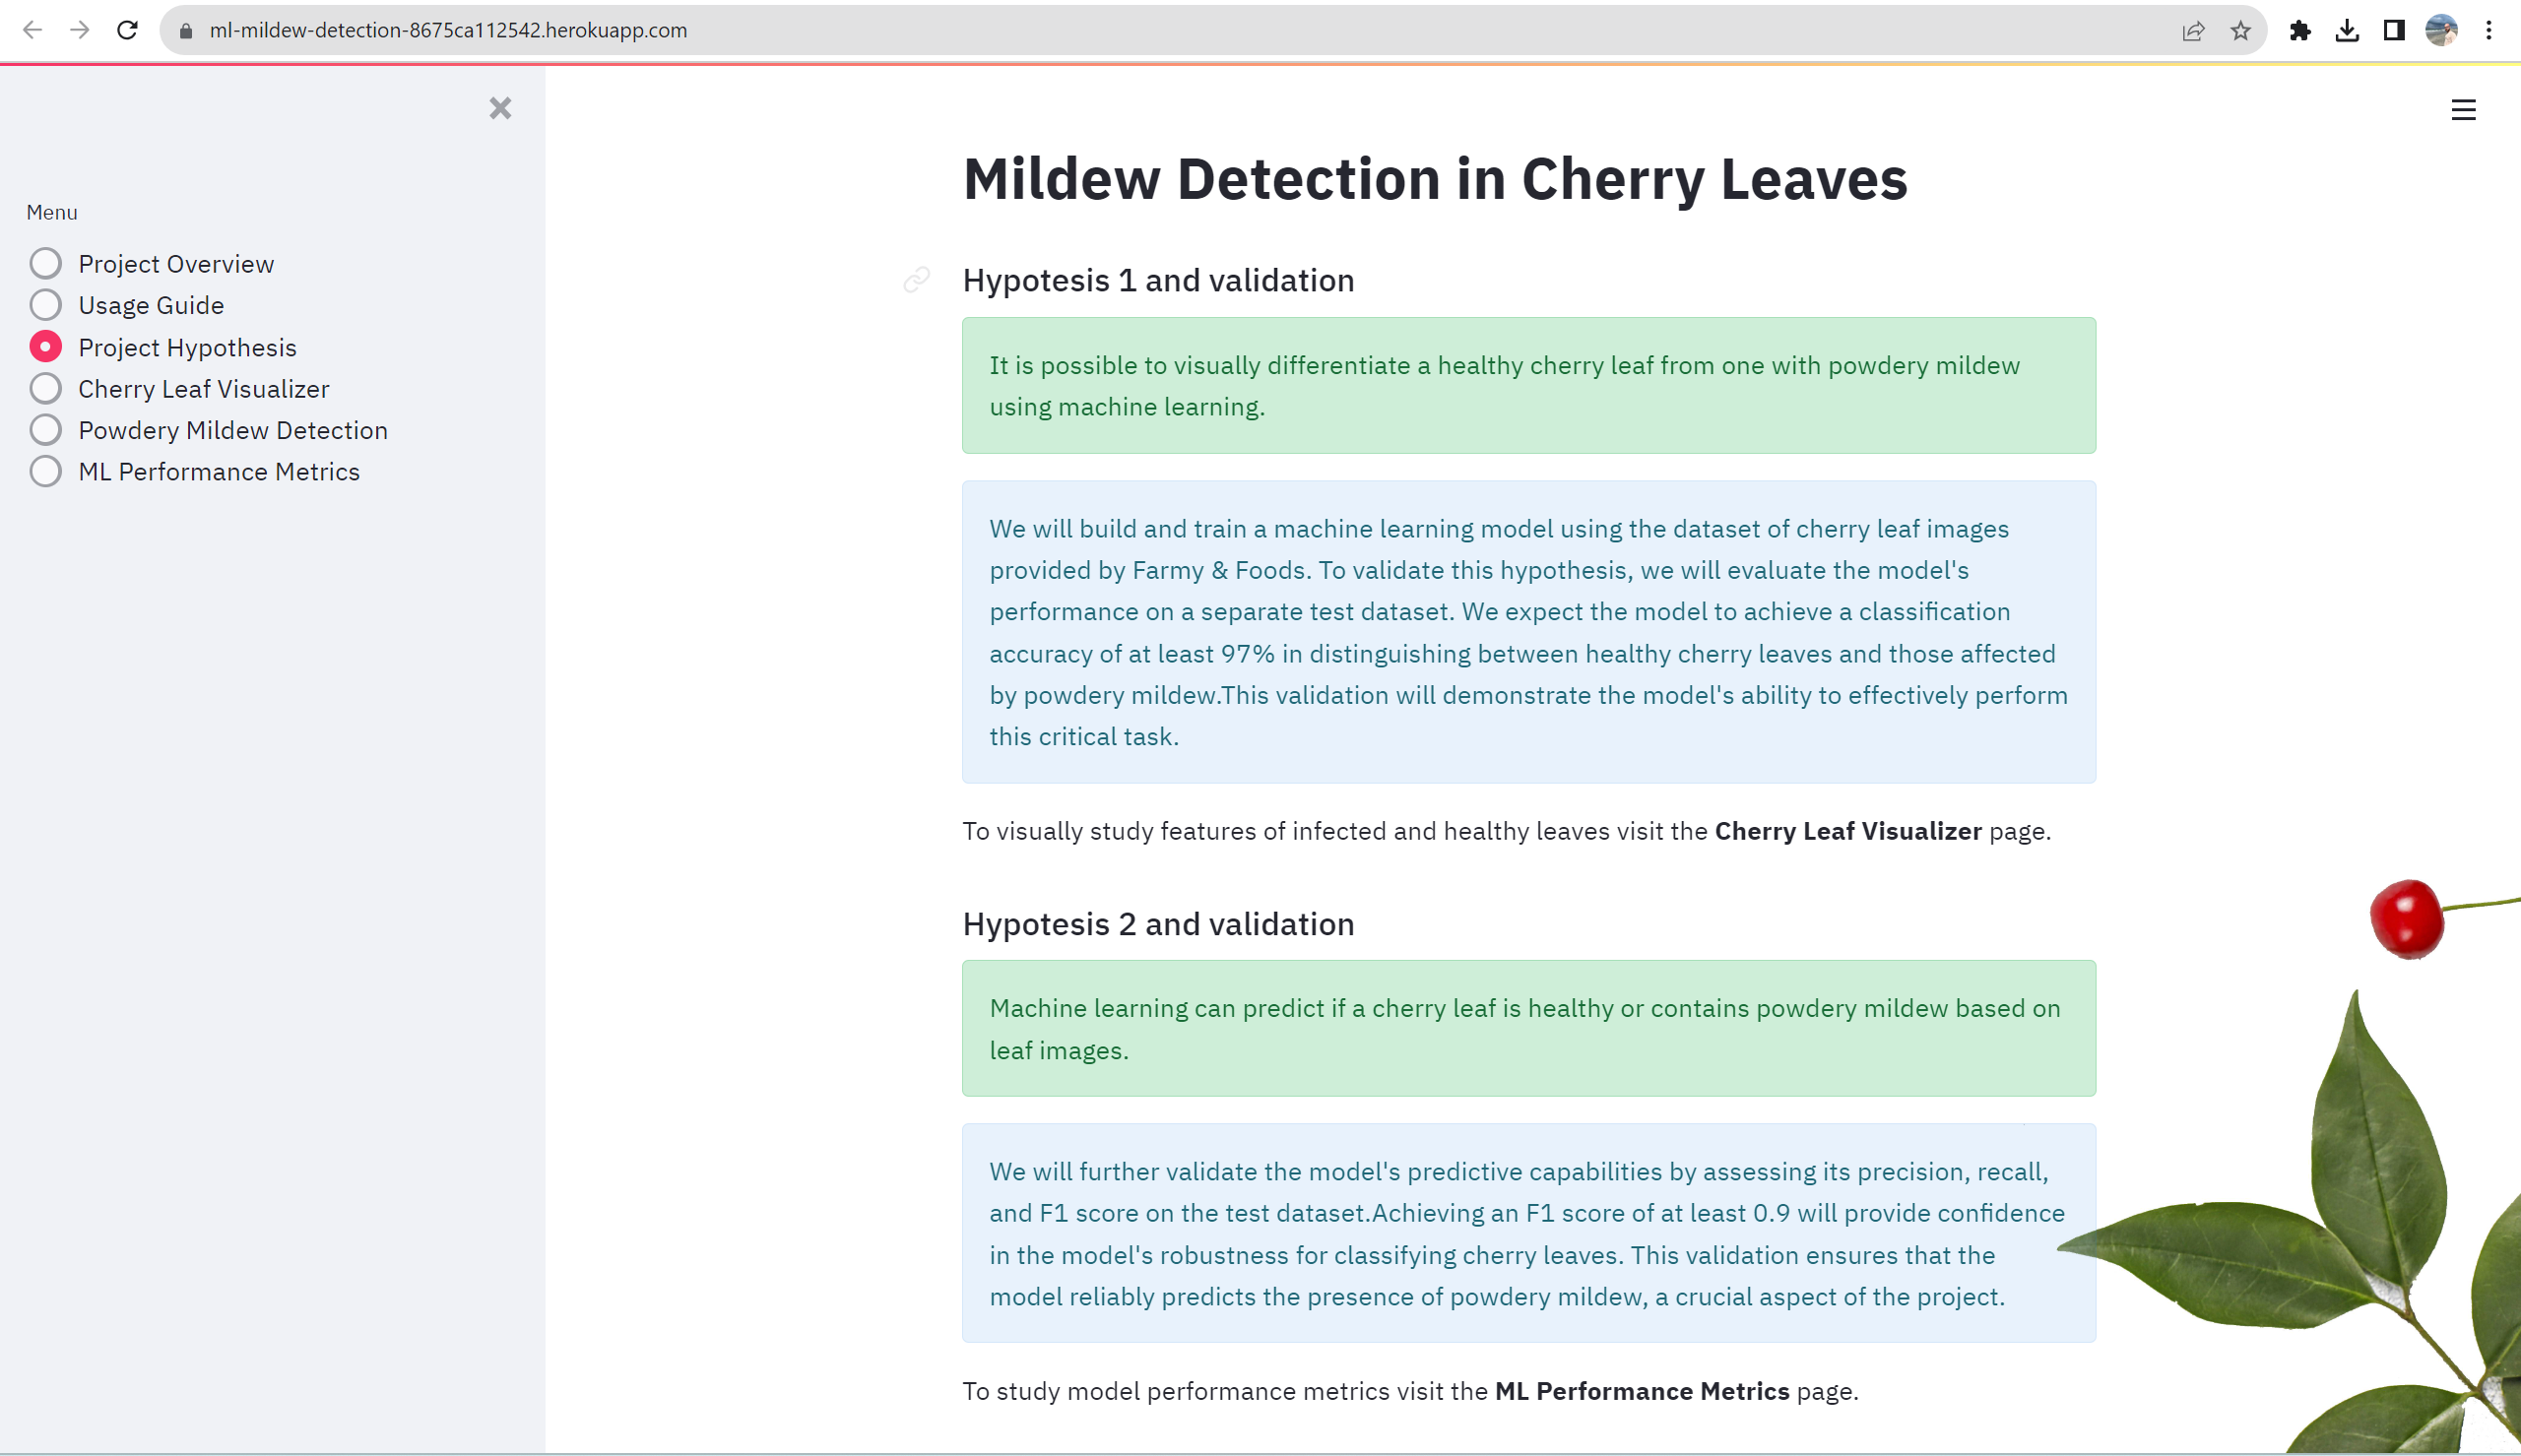 ml-mildew-detection-8675ca112542.herokuapp.com
Menu
Project Overview
Usage Guide
Project Hypothesis
Cherry Leaf Visualizer
Powdery Mildew Detection
ML Performance Metrics
Mildew Detection in Cherry Leaves
Hypotesis 1 and validation
It is possible to visually differentiate a healthy cherry leaf from one with powdery mildew
using machine learning.
We will build and train a machine learning model using the dataset of cherry leaf images
provided by Farmy & Foods. To validate this hypothesis, we will evaluate the model's
performance on a separate test dataset. We expect the model to achieve a classification
accuracy of at least 97% in distinguishing between healthy cherry leaves and those affected
by powdery mildew.This validation will demonstrate the model's ability to effectively perform
this critical task.
To visually study features of infected and healthy leaves visit the Cherry Leaf Visualizer page.
Hypotesis 2 and validation
Machine learning can predict if a cherry leaf is healthy or contains powdery mildew based on
leaf images.
We will further validate the model's predictive capabilities by assessing its precision, recall,
and F1 score on the test dataset.Achieving an F1 score of at least 0.9 will provide confidence
in the model's robustness for classifying cherry leaves. This validation ensures that the
model reliably predicts the presence of powdery mildew, a crucial aspect of the project.
To study model performance metrics visit the ML Performance Metrics page.